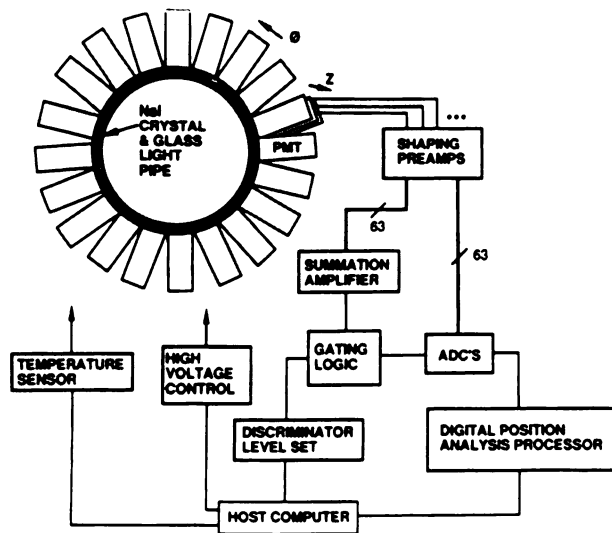 Ø
Z
NaI
CRYSTAL
& GLASS
LIGHT
PIPE
PMT
...
SHAPING
PREAMPS
63
63
SUMMATION
AMPLIFIER
GATING
LOGIC
ADC'S
TEMPERATURE
SENSOR
HIGH
VOLTAGE
CONTROL
DISCRIMINATOR
LEVEL SET
DIGITAL POSITION
ANALYSIS PROCESSOR
HOST COMPUTER